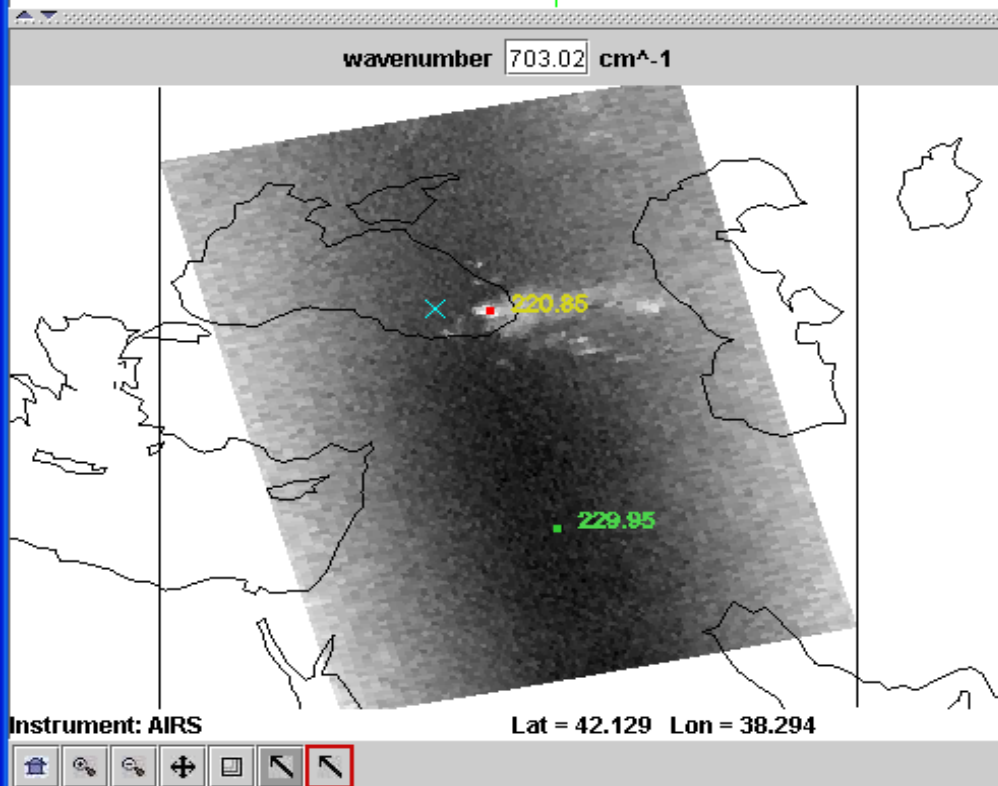 wavenumber 703.02 cm^-1
220.85
229.95
Instrument: AIRS Lat = 42.129 Lon = 38.294